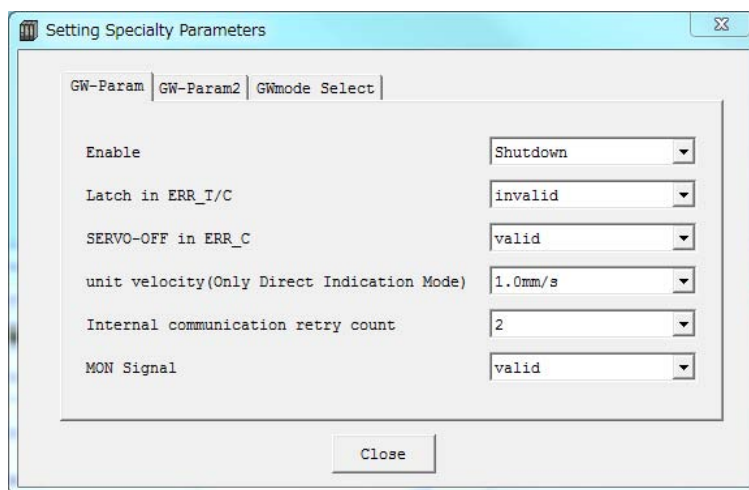 Setting Specialty Parameters
GW-Param GW-Param2 GWmode Select
Enable Shutdown
Latch in ERR_T/C invalid
SERVO-OFF in ERR_C valid
unit velocity(Only Direct Indication Mode) 1.0mm/s
Internal communication retry count 2
MON Signal valid
Close